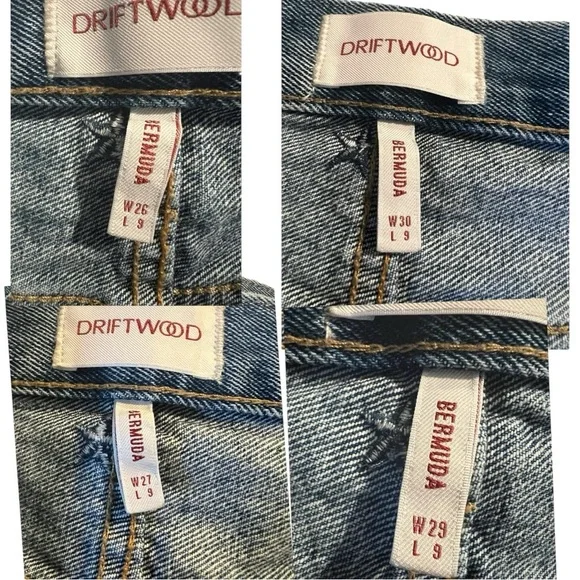 DRIFTWOOD
BERMUDA
W26
L 9
DRIFTWOOD
BERMUDA
W30
L 9
DRIFTWOOD
BERMUDA
W27
L 9
BERMUDA
W29
L 9